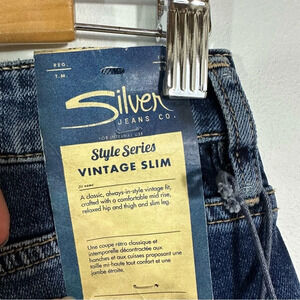 REG.
T.M.
Silver
JEANS CO.
Style Series
VINTAGE SLIM
A classic, always-in-style vintage fit,
crafted with a comfortable mid rise,
relaxed hip and thigh and slim leg.
Une coupe rétro classique et
intemporelle décontractée aux
hanches et aux cuisses proposant une
taille mi-haute tout confort et une
jambe étroite.